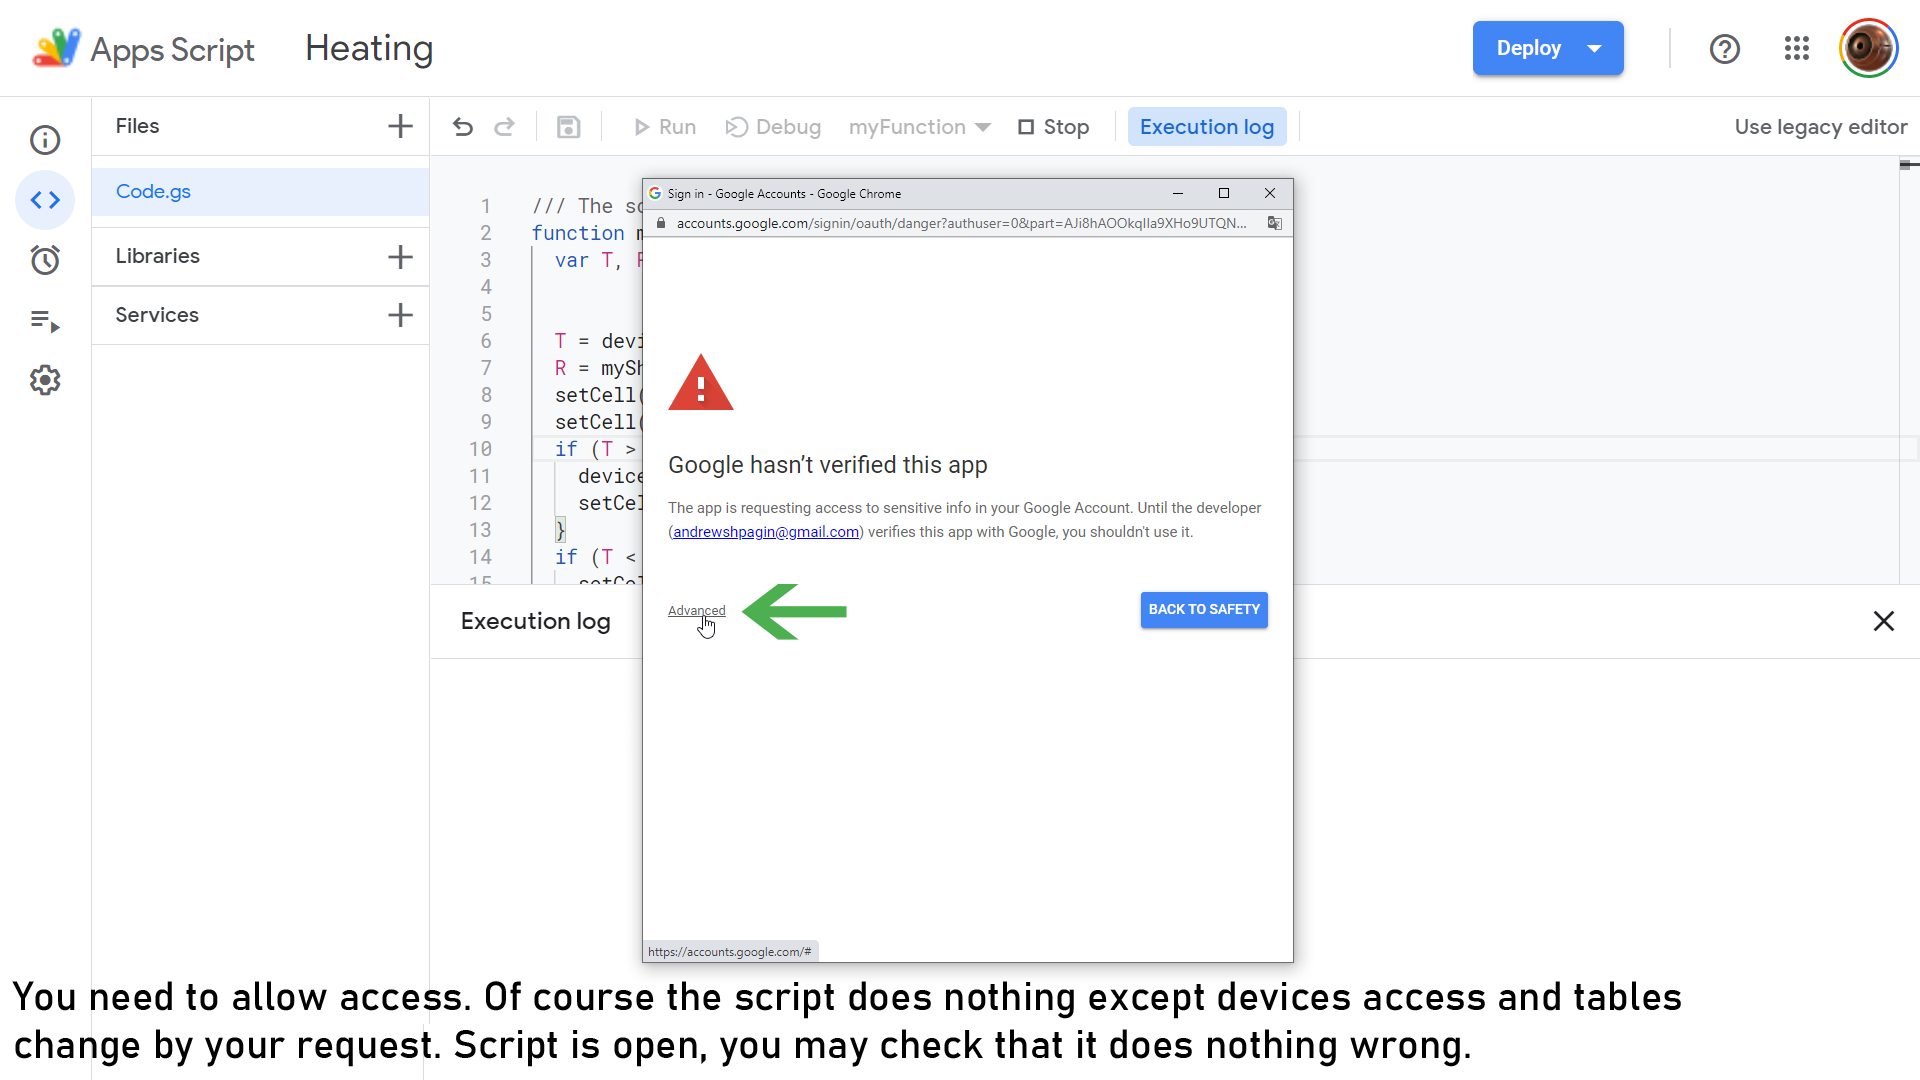 Apps Script
Heating
Deploy
Files
Run
Debug
myFunction
Stop
Execution log
Use legacy editor
Code.gs
Libraries
Services
1 /// The sc
2 function m
3 var T,
4
5
6 T = devi
7 R = mySh
8 setCell(
9 setCell(
10 if (T >
11 device
12 setCel
13 }
14 if (T <
15 setCel
Sign in - Google Accounts - Google Chrome
accounts.google.com/signin/oauth/danger?authuser=0&part=AJi8hAOOkqIla9XHo9UTQN...
Google hasn’t verified this app
The app is requesting access to sensitive info in your Google Account. Until the developer
(andrewshpagin@gmail.com) verifies this app with Google, you shouldn't use it.
Advanced
BACK TO SAFETY
https://accounts.google.com/#
Execution log
You need to allow access. Of course the script does nothing except devices access and tables
change by your request. Script is open, you may check that it does nothing wrong.